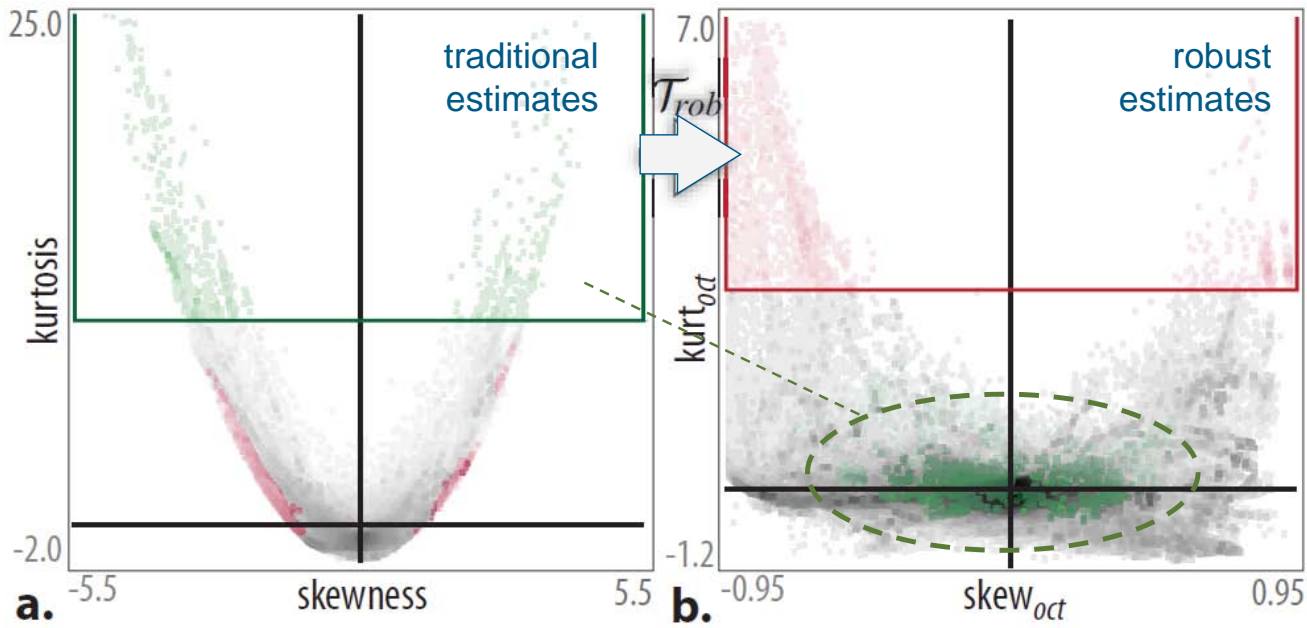 25.0
traditional
estimates
kurtosis
-2.0
-5.5
skewness
5.5
a.
𝒯rob
7.0
robust
estimates
kurtoct
-1.2
-0.95
skewoct
0.95
b.